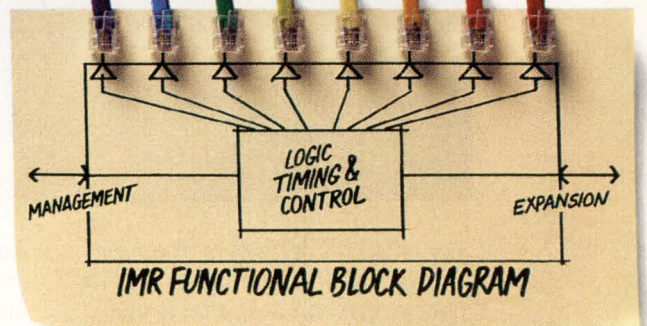 LOGIC
TIMING &
CONTROL
MANAGEMENT
EXPANSION
IMR FUNCTIONAL BLOCK DIAGRAM